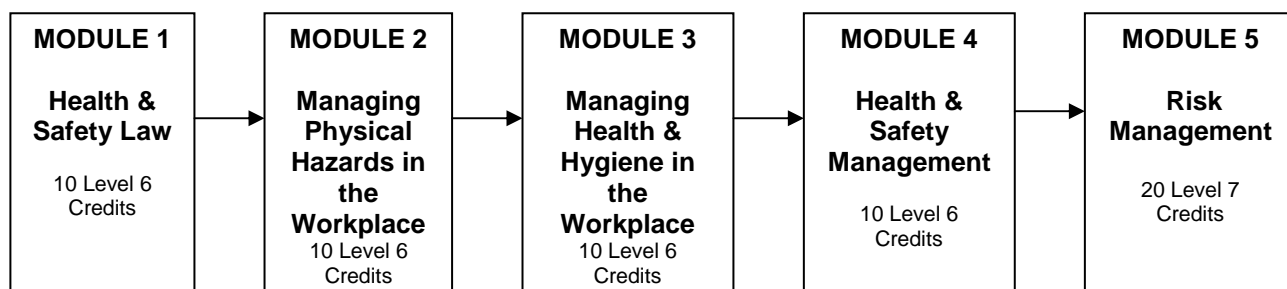 MODULE 1
Health &
Safety Law
10 Level 6
Credits
MODULE 2
Managing
Physical
Hazards in
the
Workplace
10 Level 6
Credits
MODULE 3
Managing
Health &
Hygiene in
the
Workplace
10 Level 6
Credits
MODULE 4
Health &
Safety
Management
10 Level 6
Credits
MODULE 5
Risk
Management
20 Level 7
Credits